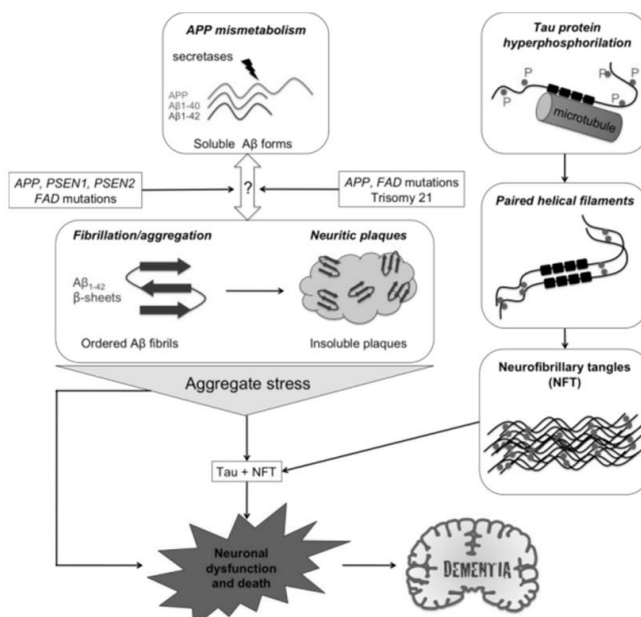 APP mismetabolism
secretases
APP
Aβ1-40
Aβ1-42
Soluble Aβ forms
APP, PSEN1, PSEN2
FAD mutations
?
APP, FAD mutations
Trisomy 21
Fibrillation/aggregation
Aβ1-42
β-sheets
Ordered Aβ fibrils
Neuritic plaques
Insoluble plaques
Aggregate stress
Tau + NFT
Neuronal
dysfunction
and death
DEMENTIA
Tau protein
hyperphosphorilation
P
P
P
P
P
microtubule
Paired helical filaments
Neurofibrillary tangles
(NFT)